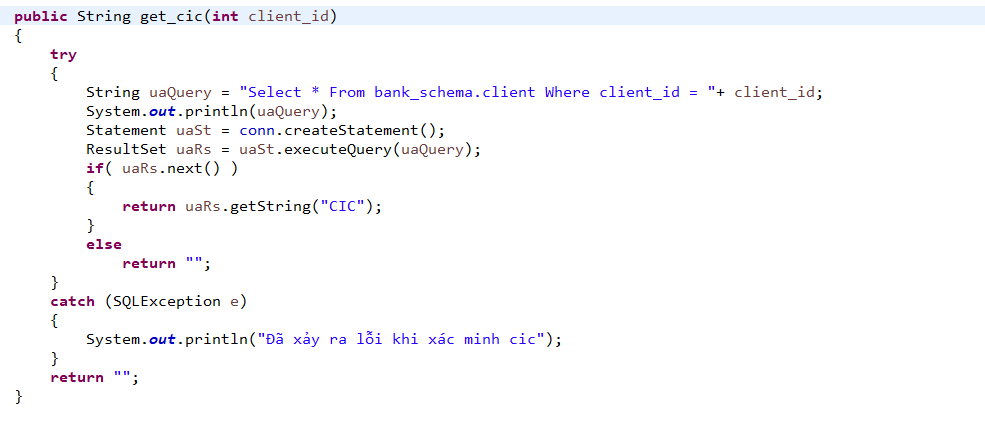 public String get_cic(int client_id)
{
    try
    {
        String uaQuery = "Select * From bank_schema.client Where client_id = "+ client_id;
        System.out.println(uaQuery);
        Statement uaSt = conn.createStatement();
        ResultSet uaRs = uaSt.executeQuery(uaQuery);
        if( uaRs.next() )
        {
            return uaRs.getString("CIC");
        }
        else
            return "";
    }
    catch (SQLException e)
    {
        System.out.println("Đã xảy ra lỗi khi xác minh cic");
    }
    return "";
}